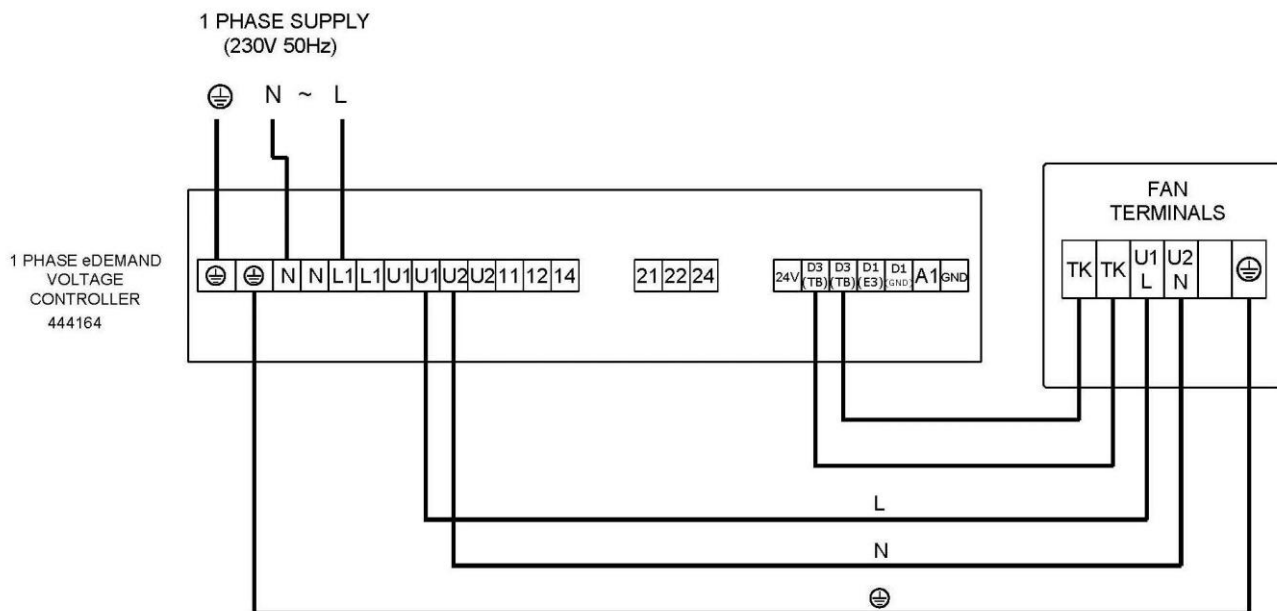 1 PHASE SUPPLY
(230V 50Hz)
N ~ L
1 PHASE eDEMAND
VOLTAGE
CONTROLLER
444164
N N L1 L1 U1 U1 U2 U2 11 12 14
21 22 24
24V D3 (TB) D3 (TB) D1 (E3) D1 (GND) A1 GND
FAN
TERMINALS
TK TK U1 L U2 N
L
N